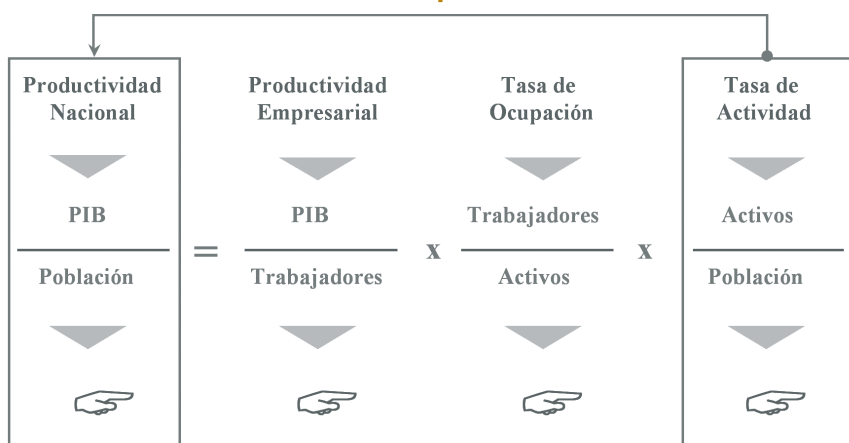 Productividad
Nacional
Productividad
Empresarial
Tasa de
Ocupación
Tasa de
Actividad
PIB
Población
=
PIB
Trabajadores
x
Trabajadores
Activos
x
Activos
Población